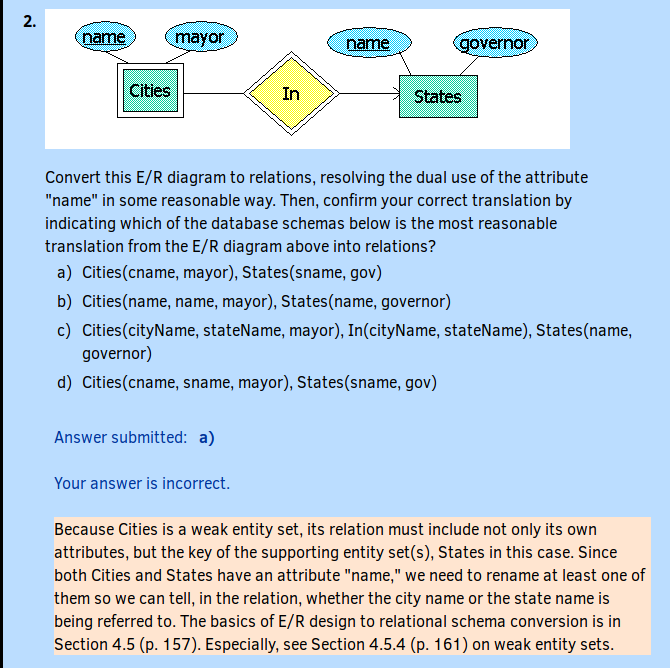 2.
name mayor name governor
Cities In States
Convert this E/R diagram to relations, resolving the dual use of the attribute
"name" in some reasonable way. Then, confirm your correct translation by
indicating which of the database schemas below is the most reasonable
translation from the E/R diagram above into relations?
a) Cities(cname, mayor), States(sname, gov)
b) Cities(name, name, mayor), States(name, governor)
c) Cities(cityName, stateName, mayor), In(cityName, stateName), States(name,
governor)
d) Cities(cname, sname, mayor), States(sname, gov)
Answer submitted: a)
Your answer is incorrect.
Because Cities is a weak entity set, its relation must include not only its own
attributes, but the key of the supporting entity set(s), States in this case. Since
both Cities and States have an attribute "name," we need to rename at least one of
them so we can tell, in the relation, whether the city name or the state name is
being referred to. The basics of E/R design to relational schema conversion is in
Section 4.5 (p. 157). Especially, see Section 4.5.4 (p. 161) on weak entity sets.